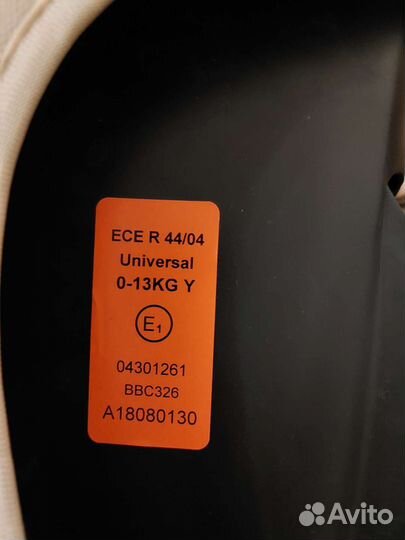 ECE R 44/04
Universal
0-13KG Y
E1
04301261
BBC326
A18080130
Avito